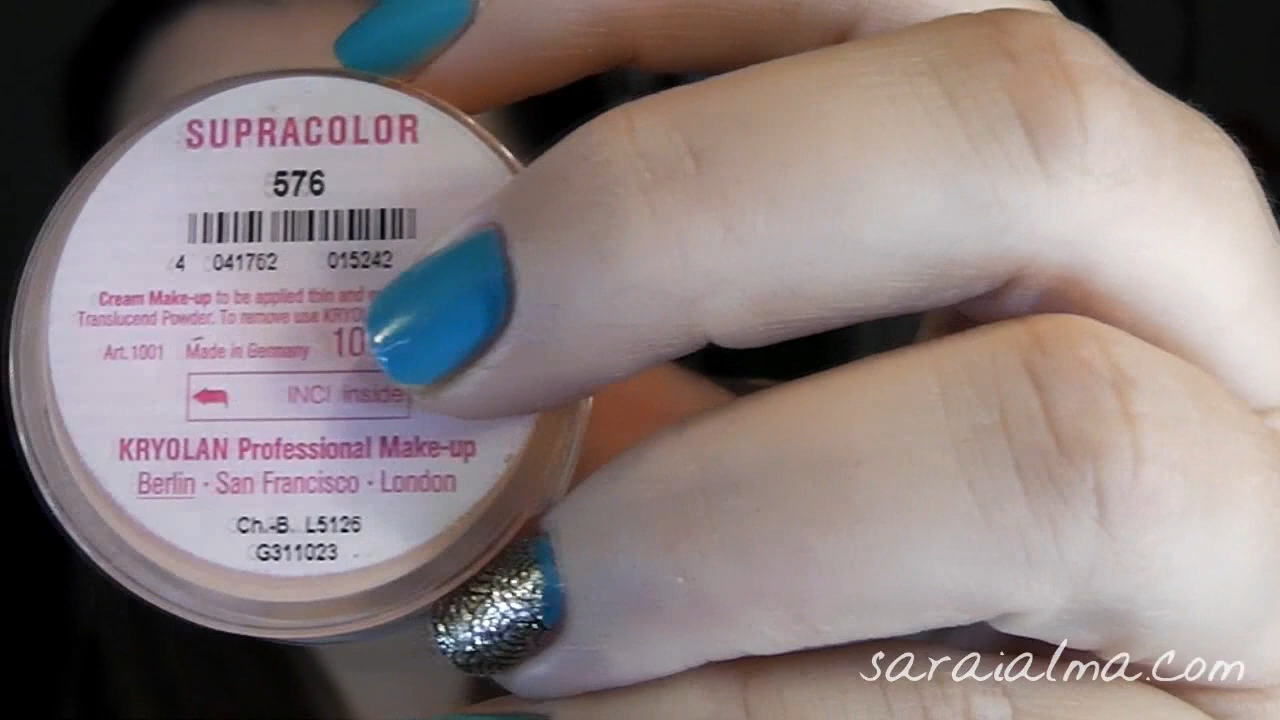 SUPRACOLOR
576
4 041762 015242
Cream Make-up to be applied thin and
Translucend Powder. To remove use
Art. 1001 Made in Germany
INCI inside
KRYOLAN Professional Make-up
Berlin · San Francisco · London
Ch.-B. L5126
G311023
saraialma.com